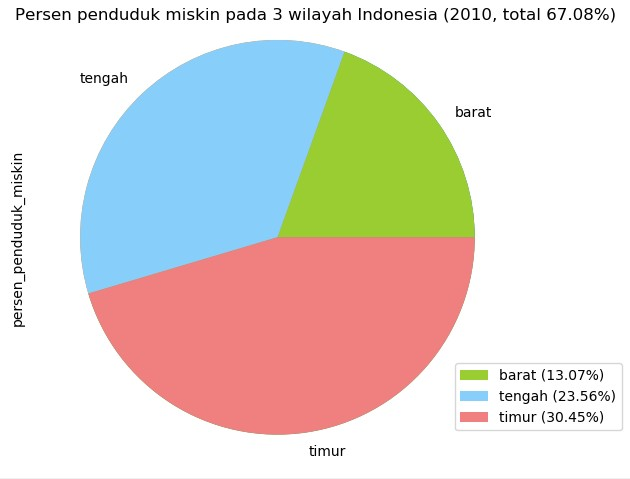 Persen penduduk miskin pada 3 wilayah Indonesia (2010, total 67.08%)
tengah
barat
persen_penduduk_miskin
barat (13.07%)
tengah (23.56%)
timur (30.45%)
timur